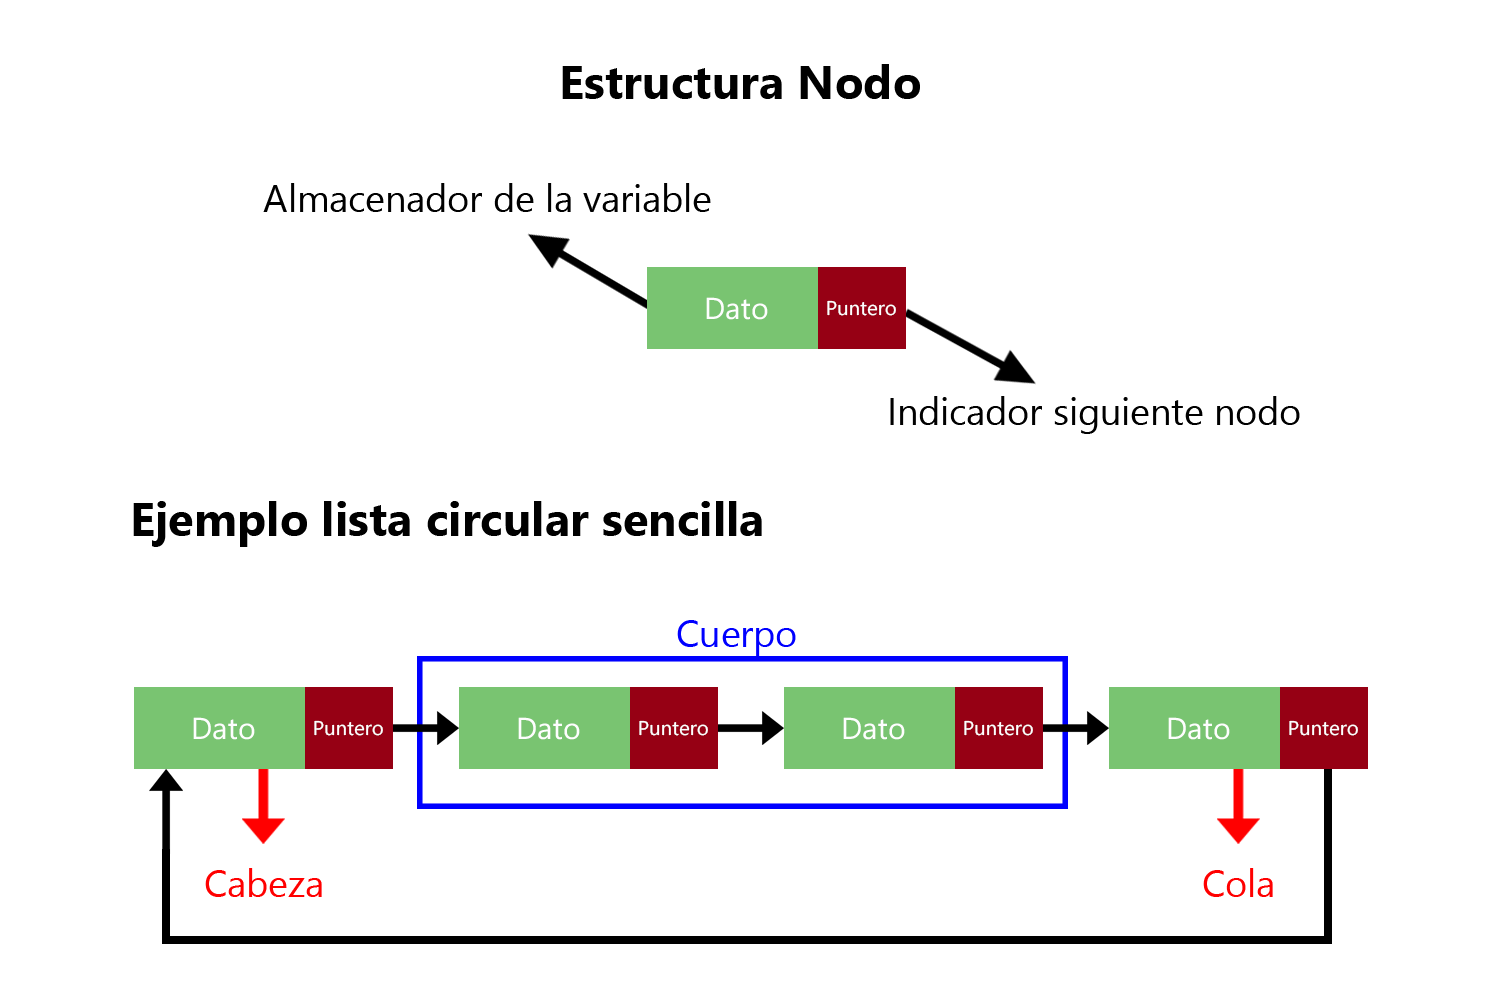 Estructura Nodo
Almacenador de la variable
Dato Puntero
Indicador siguiente nodo
Ejemplo lista circular sencilla
Cuerpo
Dato Puntero Dato Puntero Dato Puntero Dato Puntero
Cabeza Cola